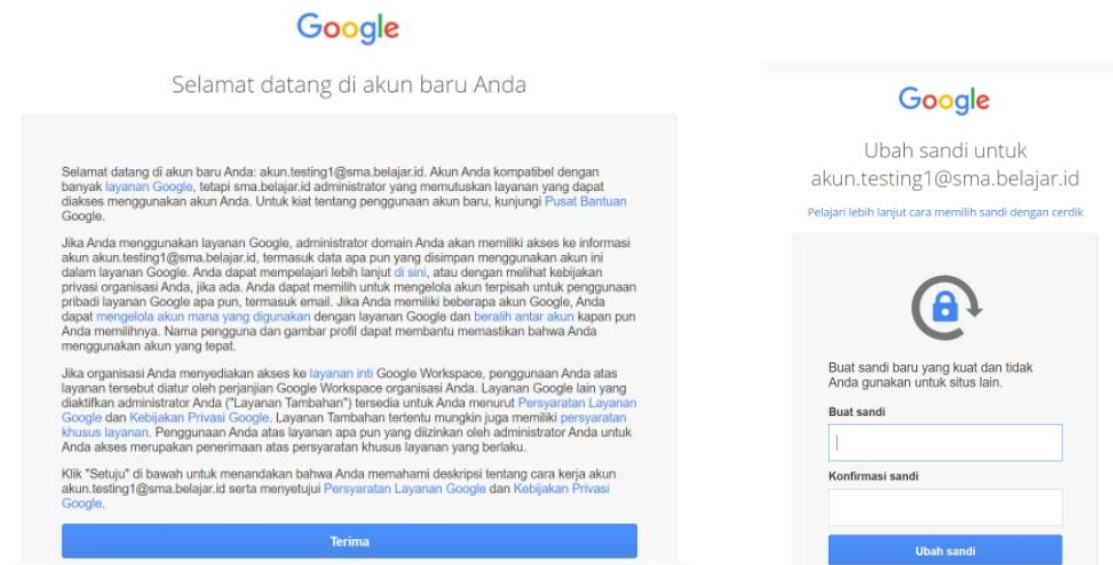 Google
Selamat datang di akun baru Anda
Selamat datang di akun baru Anda: akun.testing1@sma.belajar.id. Akun Anda kompatibel dengan
banyak layanan Google, tetapi sma.belajar.id administrator yang memutuskan layanan yang dapat
diakses menggunakan akun Anda. Untuk kiat tentang penggunaan akun baru, kunjungi Pusat Bantuan
Google.
Jika Anda menggunakan layanan Google, administrator domain Anda akan memiliki akses ke informasi
akun akun.testing1@sma.belajar.id, termasuk data apa pun yang disimpan menggunakan akun ini
dalam layanan Google. Anda dapat mempelajari lebih lanjut di sini, atau dengan melihat kebijakan
privasi organisasi Anda, jika ada. Anda dapat memilih untuk mengelola akun terpisah untuk penggunaan
pribadi layanan Google apa pun, termasuk email. Jika Anda memiliki beberapa akun Google, Anda
dapat mengelola akun mana yang digunakan dengan layanan Google dan beralih antar akun kapan pun
Anda memilihnya. Nama pengguna dan gambar profil dapat membantu memastikan bahwa Anda
menggunakan akun yang tepat.
Jika organisasi Anda menyediakan akses ke layanan inti Google Workspace, penggunaan Anda atas
layanan tersebut diatur oleh perjanjian Google Workspace organisasi Anda. Layanan Google lain yang
diaktifkan administrator Anda ("Layanan Tambahan") tersedia untuk Anda menurut Persyaratan Layanan
Google dan Kebijakan Privasi Google. Layanan Tambahan tertentu mungkin juga memiliki persyaratan
khusus layanan. Penggunaan Anda atas layanan apa pun yang diizinkan oleh administrator Anda untuk
Anda akses merupakan penerimaan atas persyaratan khusus layanan yang berlaku.
Klik "Setuju" di bawah untuk menandakan bahwa Anda memahami deskripsi tentang cara kerja akun
akun.testing1@sma.belajar.id serta menyetujui Persyaratan Layanan Google dan Kebijakan Privasi
Google.
Terima
Google
Ubah sandi untuk
akun.testing1@sma.belajar.id
Pelajari lebih lanjut cara memilih sandi dengan cerdik
Buat sandi baru yang kuat dan tidak
Anda gunakan untuk situs lain.
Buat sandi
Konfirmasi sandi
Ubah sandi